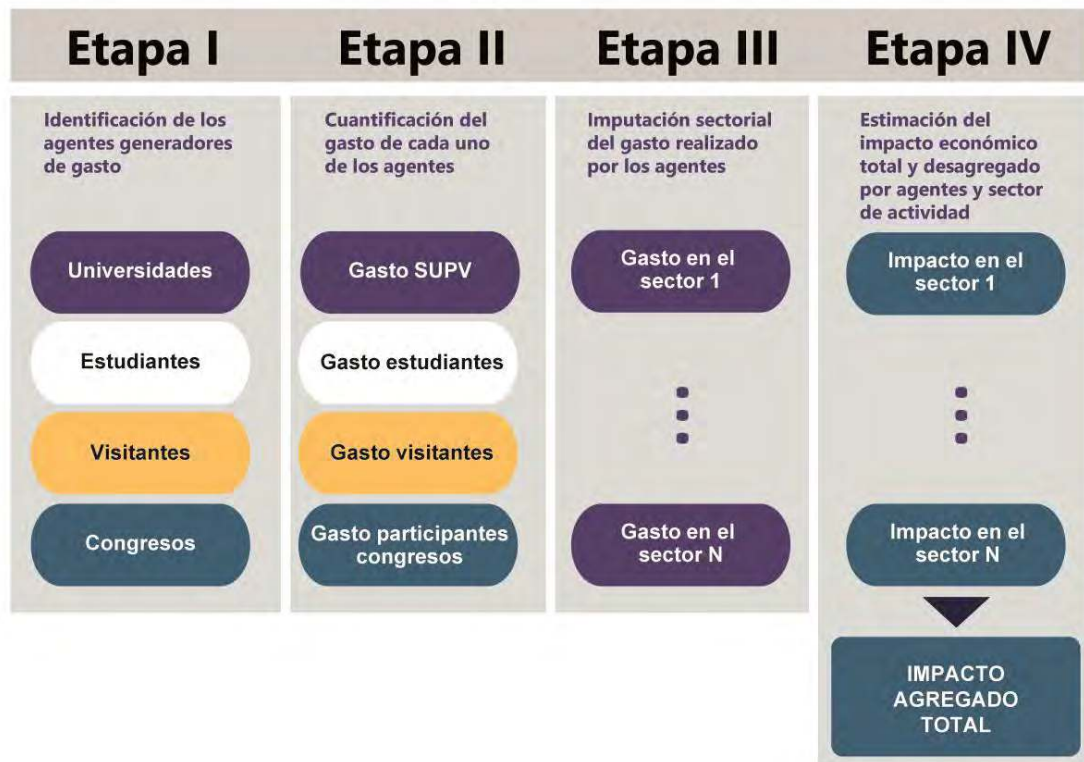 Etapa I
Etapa II
Etapa III
Etapa IV
Identificación de los
agentes generadores
de gasto
Cuantificación del
gasto de cada uno
de los agentes
Imputación sectorial
del gasto realizado
por los agentes
Estimación del
impacto económico
total y desagregado
por agentes y sector
de actividad
Universidades
Gasto SUPV
Gasto en el
sector 1
Impacto en el
sector 1
Estudiantes
Gasto estudiantes
Visitantes
Gasto visitantes
Congresos
Gasto participantes
congresos
Gasto en el
sector N
Impacto en el
sector N
IMPACTO
AGREGADO
TOTAL